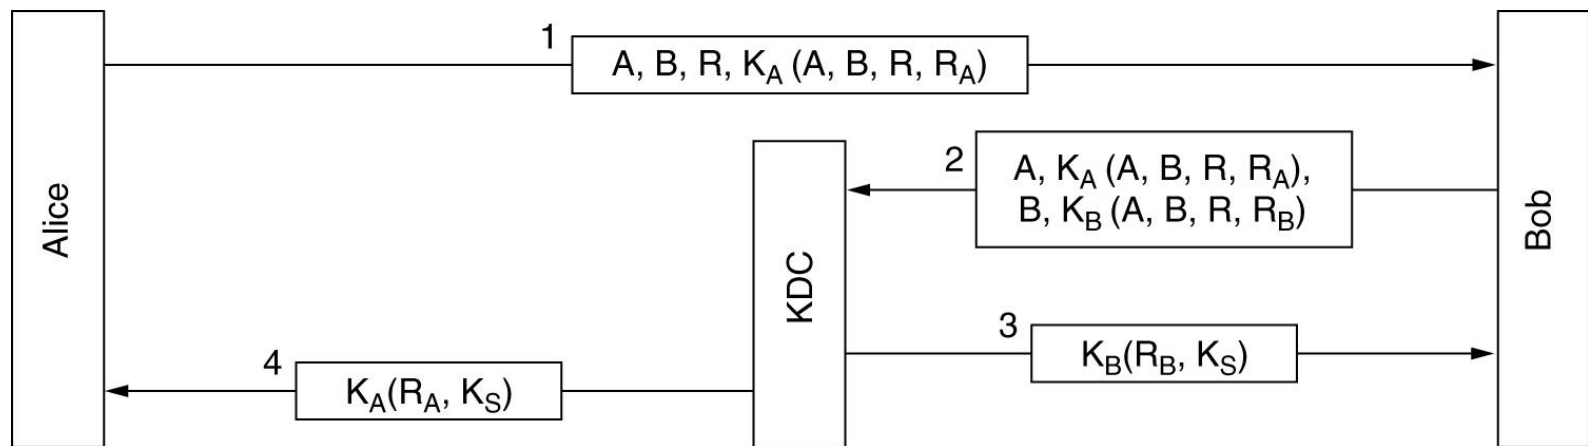 1
A, B, R, K_A (A, B, R, R_A)
Alice
KDC
Bob
2
A, K_A (A, B, R, R_A),
B, K_B (A, B, R, R_B)
3
K_B(R_B, K_S)
4
K_A(R_A, K_S)